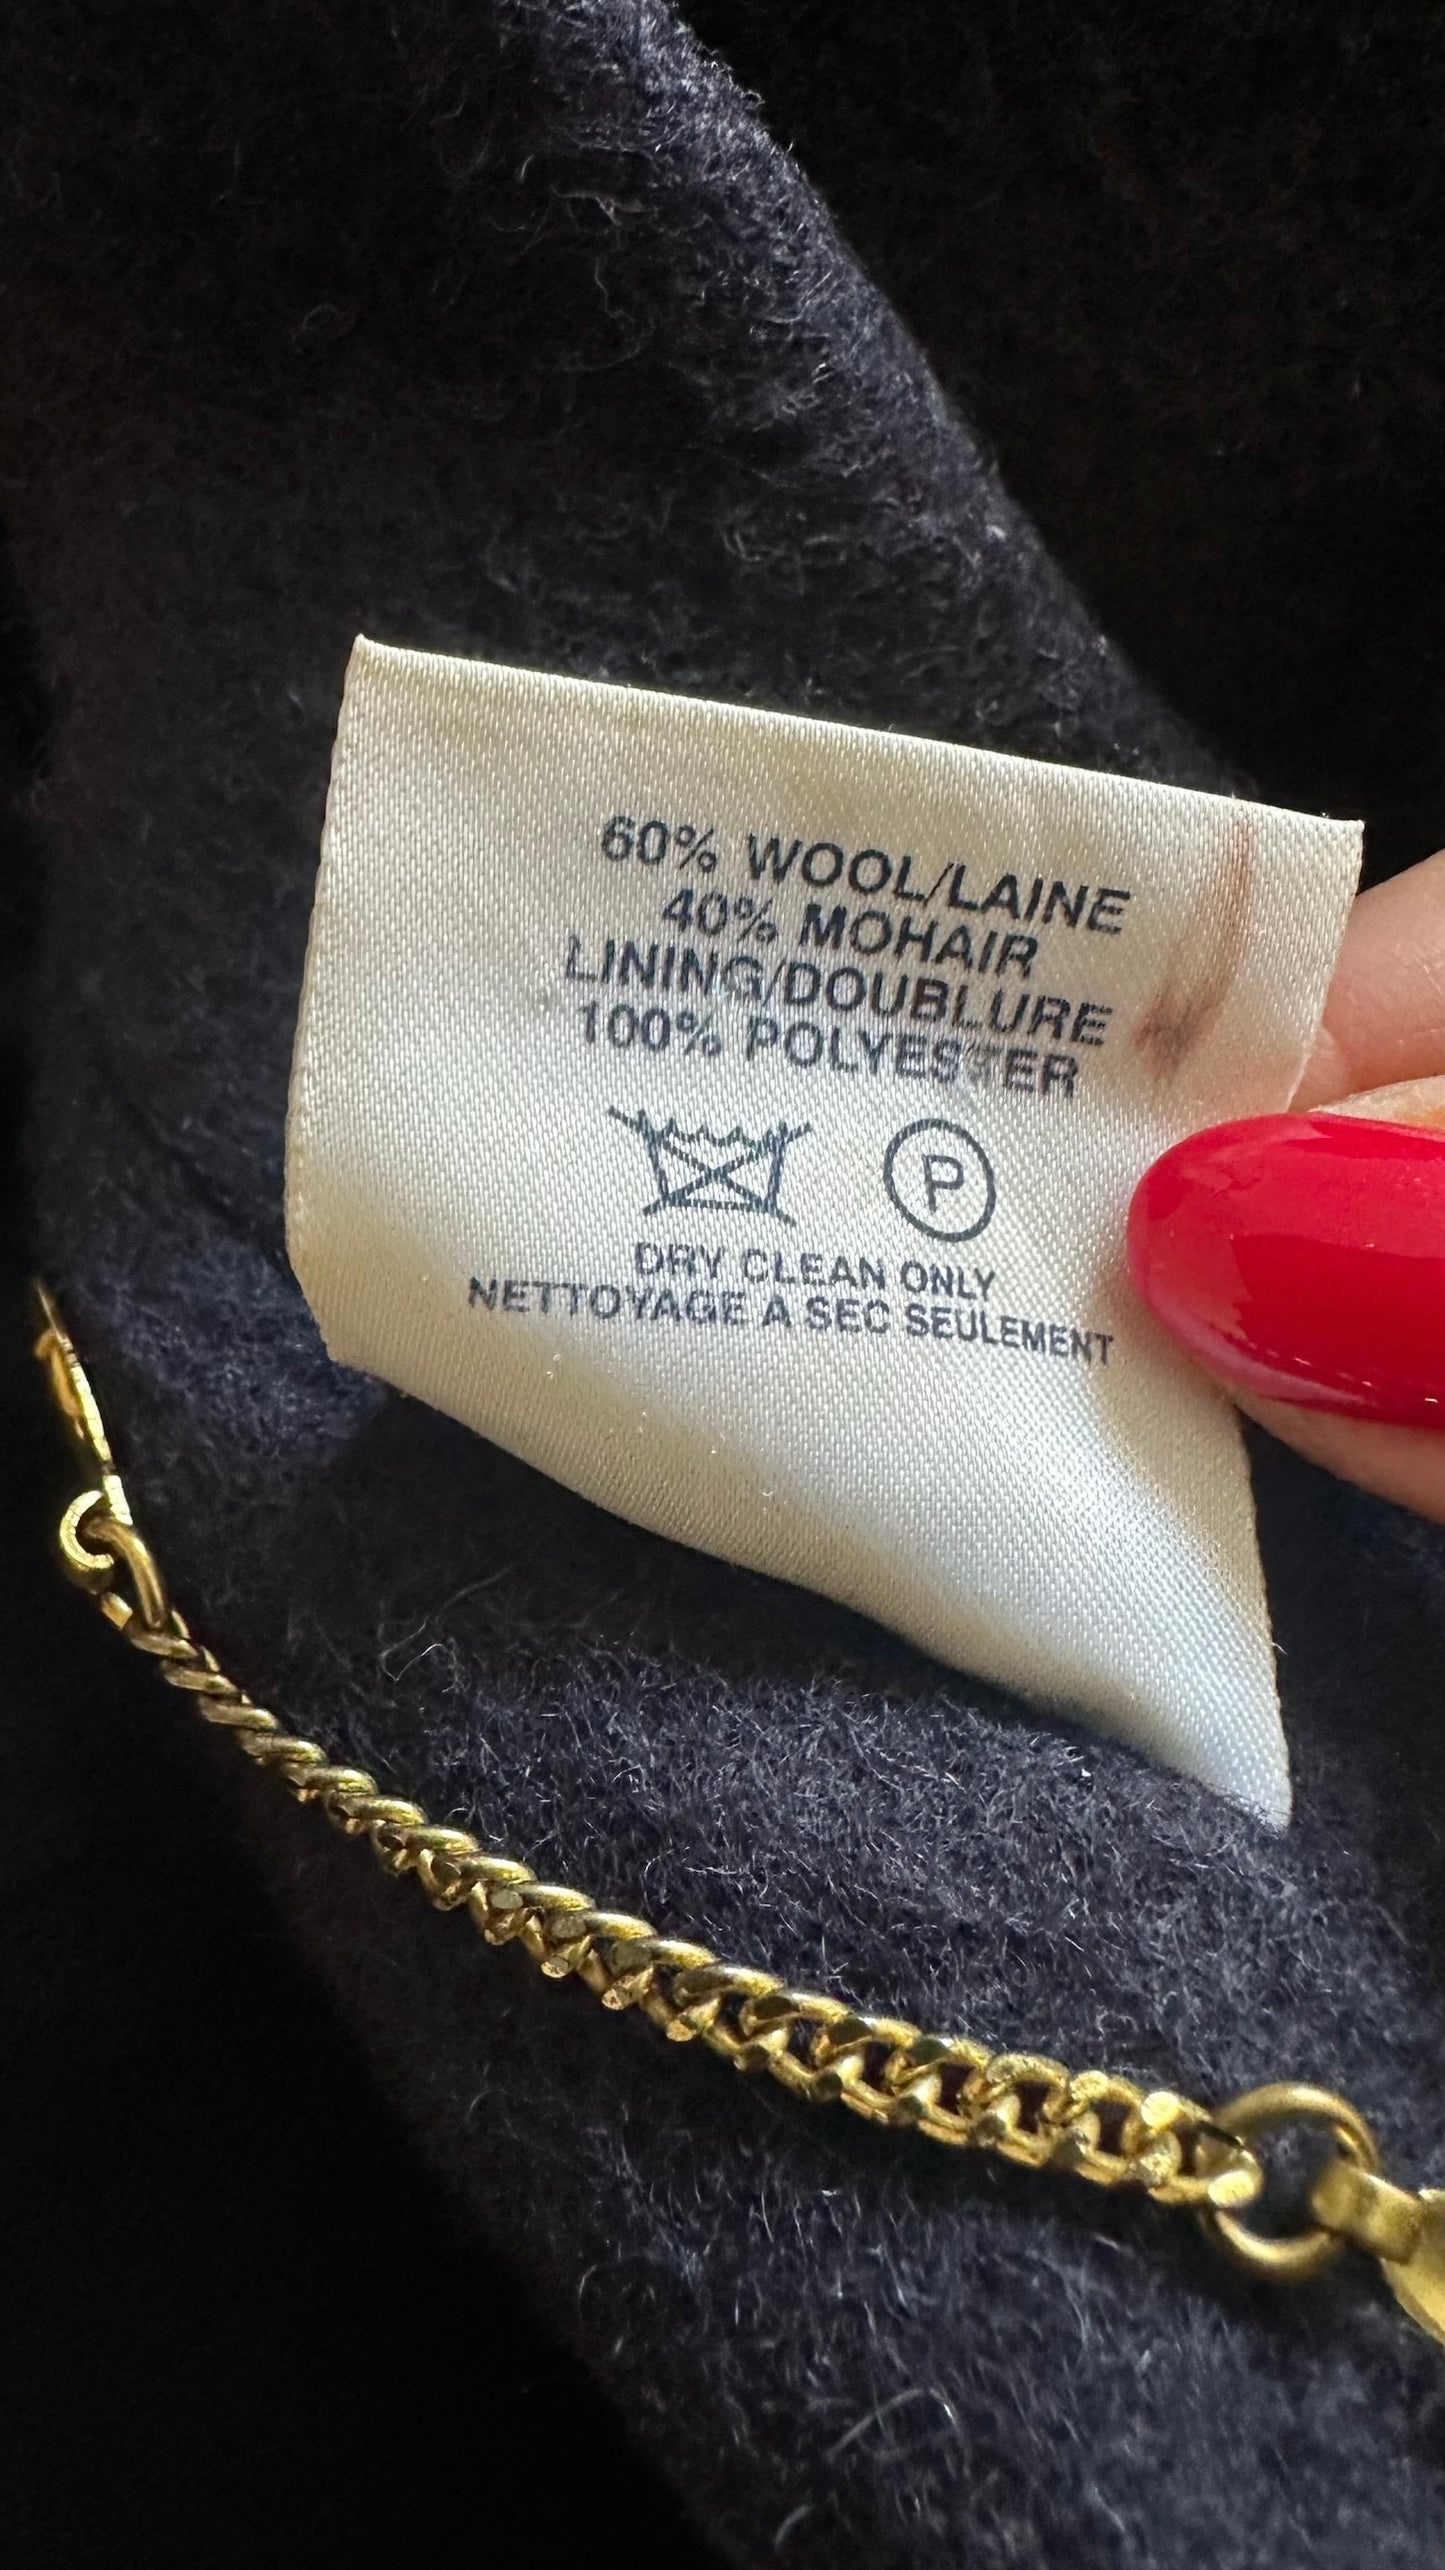 60% WOOL/LAINE
40% MOHAIR
LINING/DOUBLURE
100% POLYESTER
P
DRY CLEAN ONLY
NETTOYAGE A SEC SEULEMENT